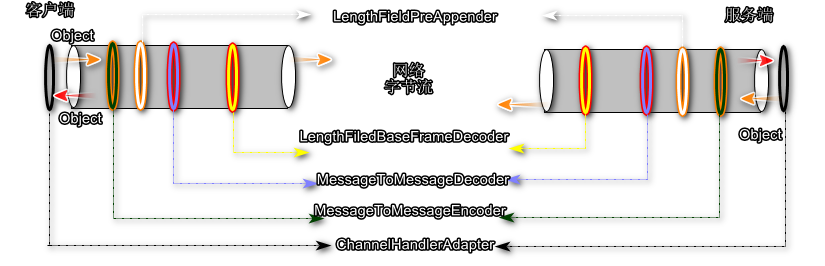 客户端
LengthFieldPreAppender
服务端
Object
网络
字节流
Object
Object
LengthFiledBaseFrameDecoder
MessageToMessageDecoder
MessageToMessageEncoder
ChannelHandlerAdapter